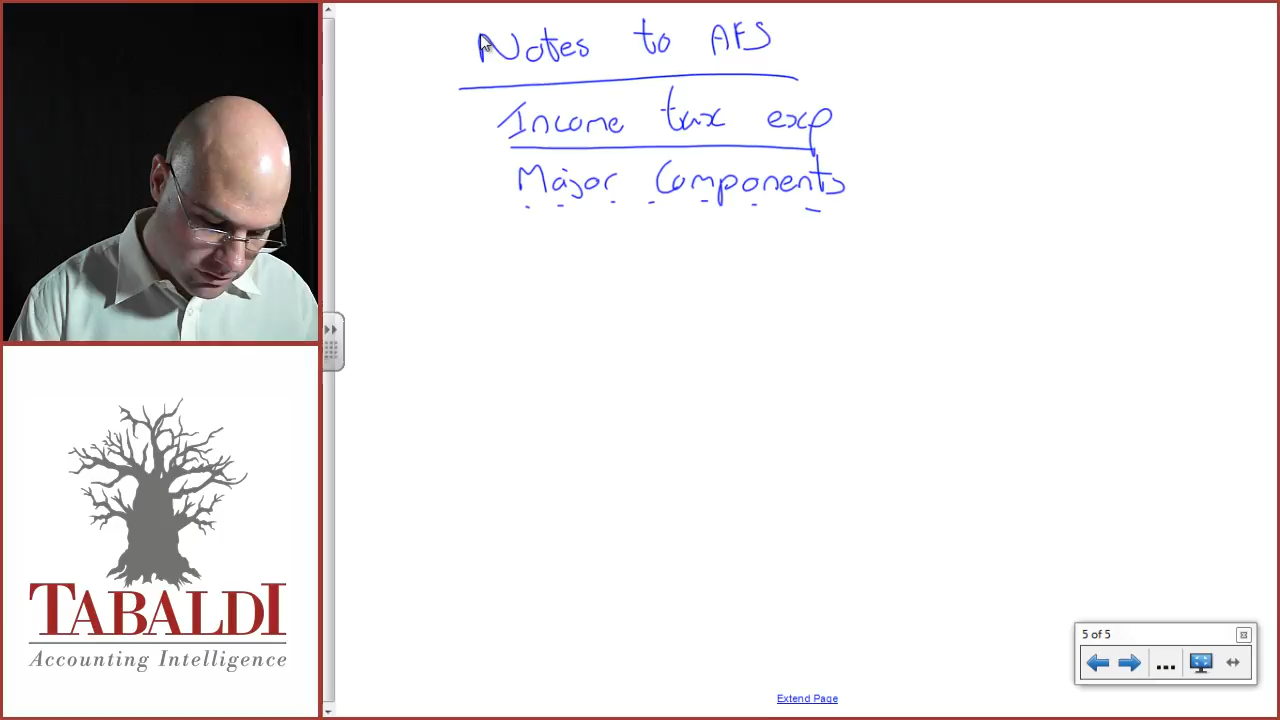 Notes to AFS
Income tax exp
Major Components
TABALDI
Accounting Intelligence
5 of 5
...
Extend Page